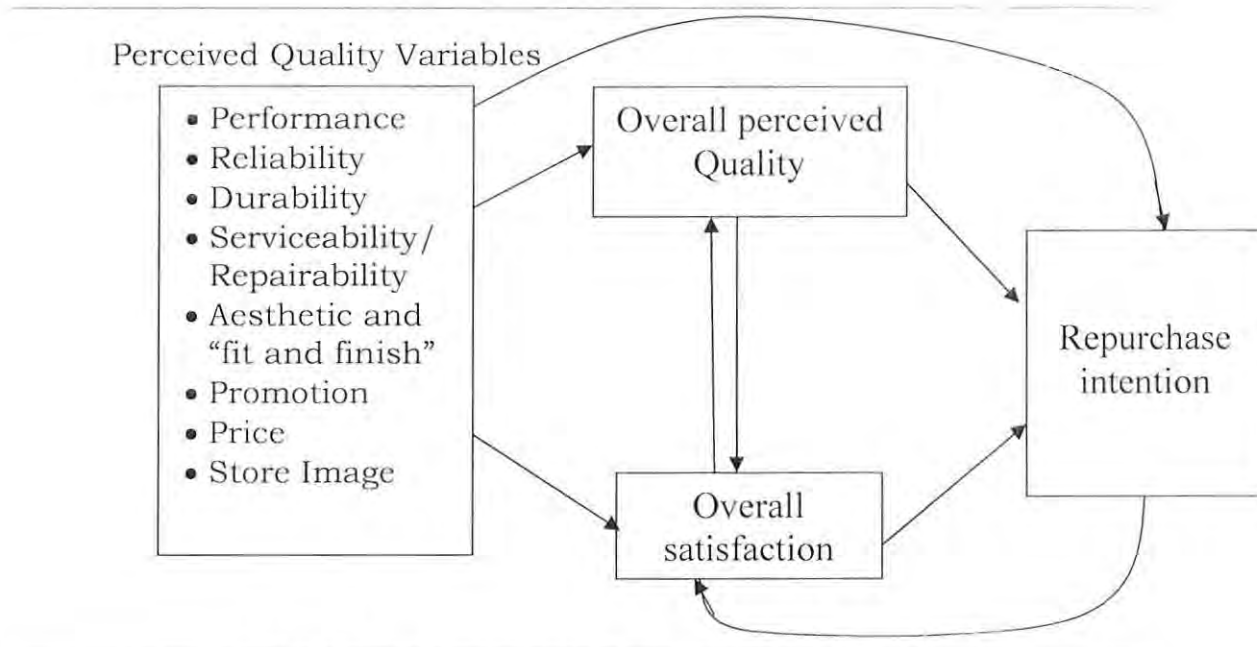 Perceived Quality Variables
• Performance
• Reliability
• Durability
• Serviceability/
Repairability
• Aesthetic and
“fit and finish”
• Promotion
• Price
• Store Image
Overall perceived
Quality
Overall
satisfaction
Repurchase
intention